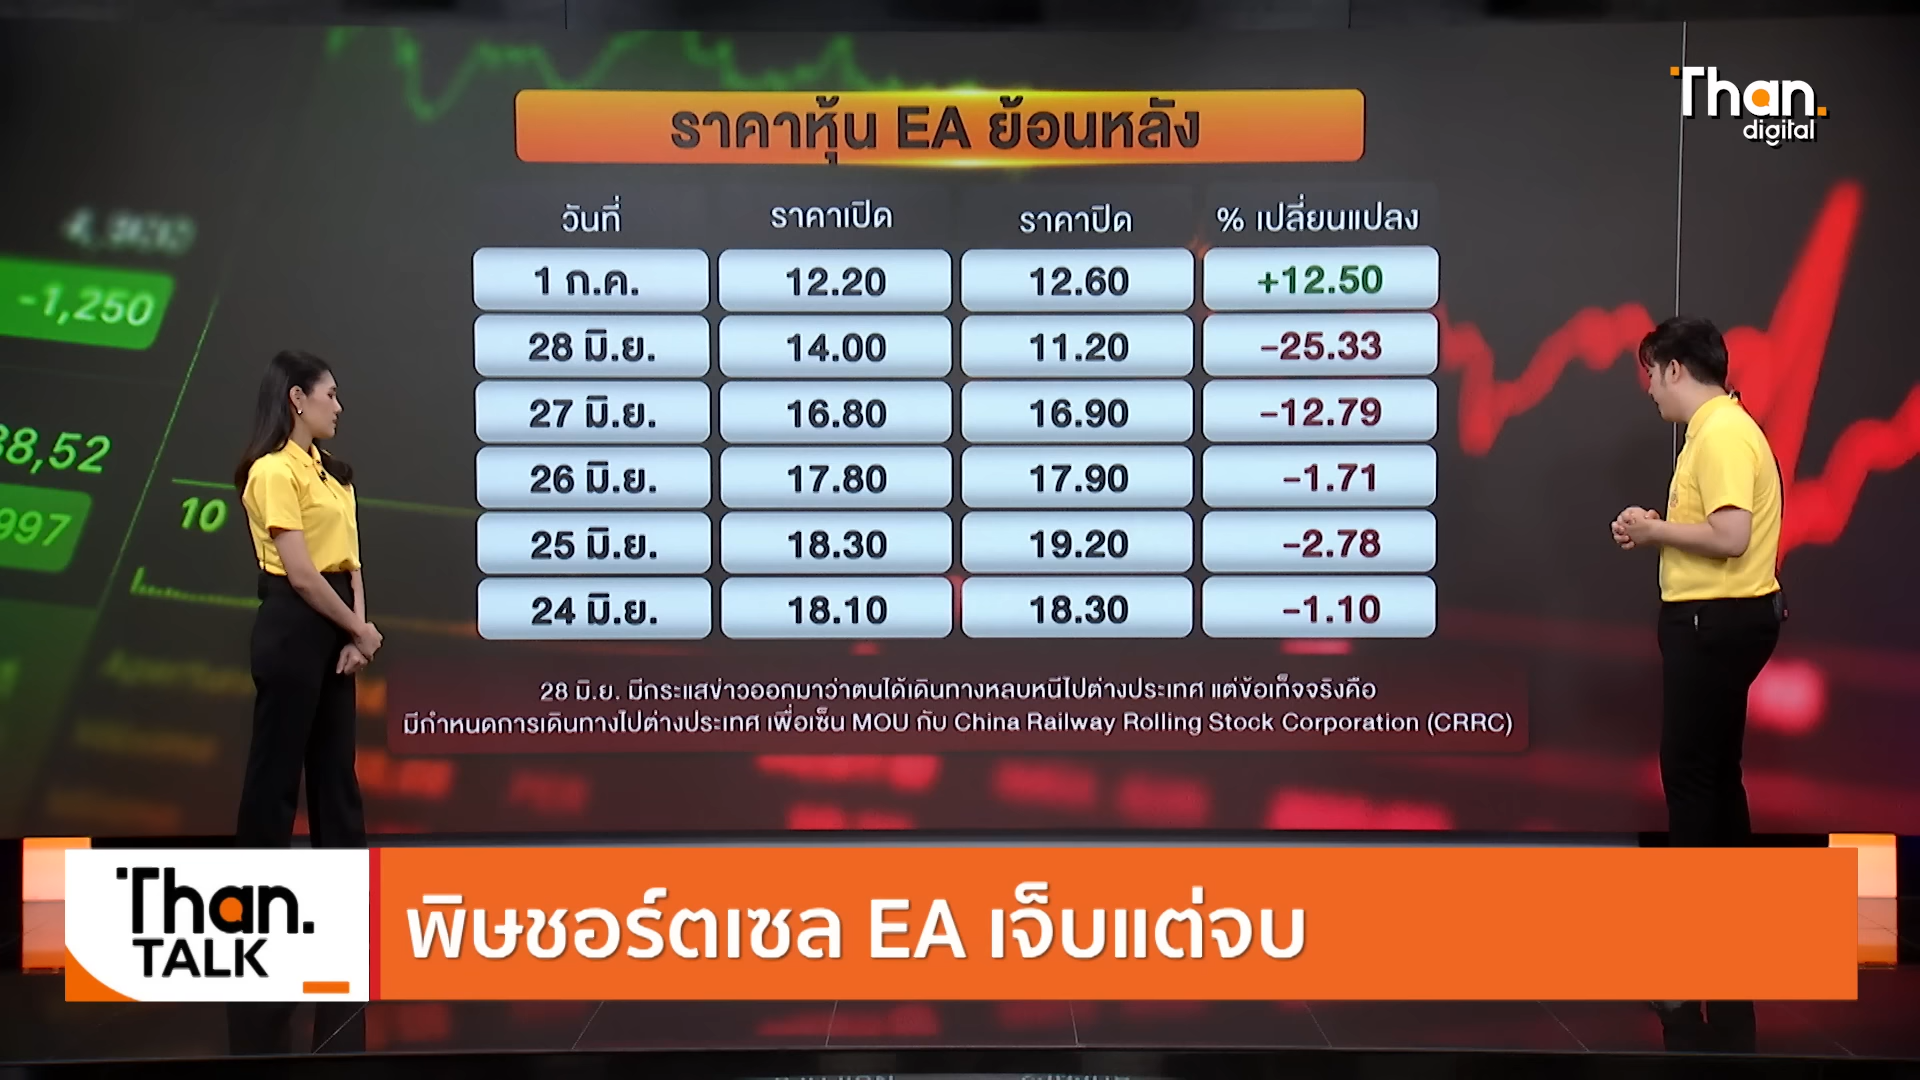 Than.
digital
ราคาหุ้น EA ย้อนหลัง
วันที่ ราคาเปิด ราคาปิด % เปลี่ยนแปลง
1 ก.ค. 12.20 12.60 +12.50
28 มิ.ย. 14.00 11.20 -25.33
27 มิ.ย. 16.80 16.90 -12.79
26 มิ.ย. 17.80 17.90 -1.71
25 มิ.ย. 18.30 19.20 -2.78
24 มิ.ย. 18.10 18.30 -1.10
28 มิ.ย. มีกระแสข่าวออกมาว่าตนได้เดินทางหลบหนีไปต่างประเทศ แต่ข้อเท็จจริงคือ
มีกำหนดการเดินทางไปต่างประเทศ เพื่อเซ็น MOU กับ China Railway Rolling Stock Corporation (CRRC)
-1,250
38,52
997
10
Than.
TALK
พิษชอร์ตเซล EA เจ็บแต่จบ